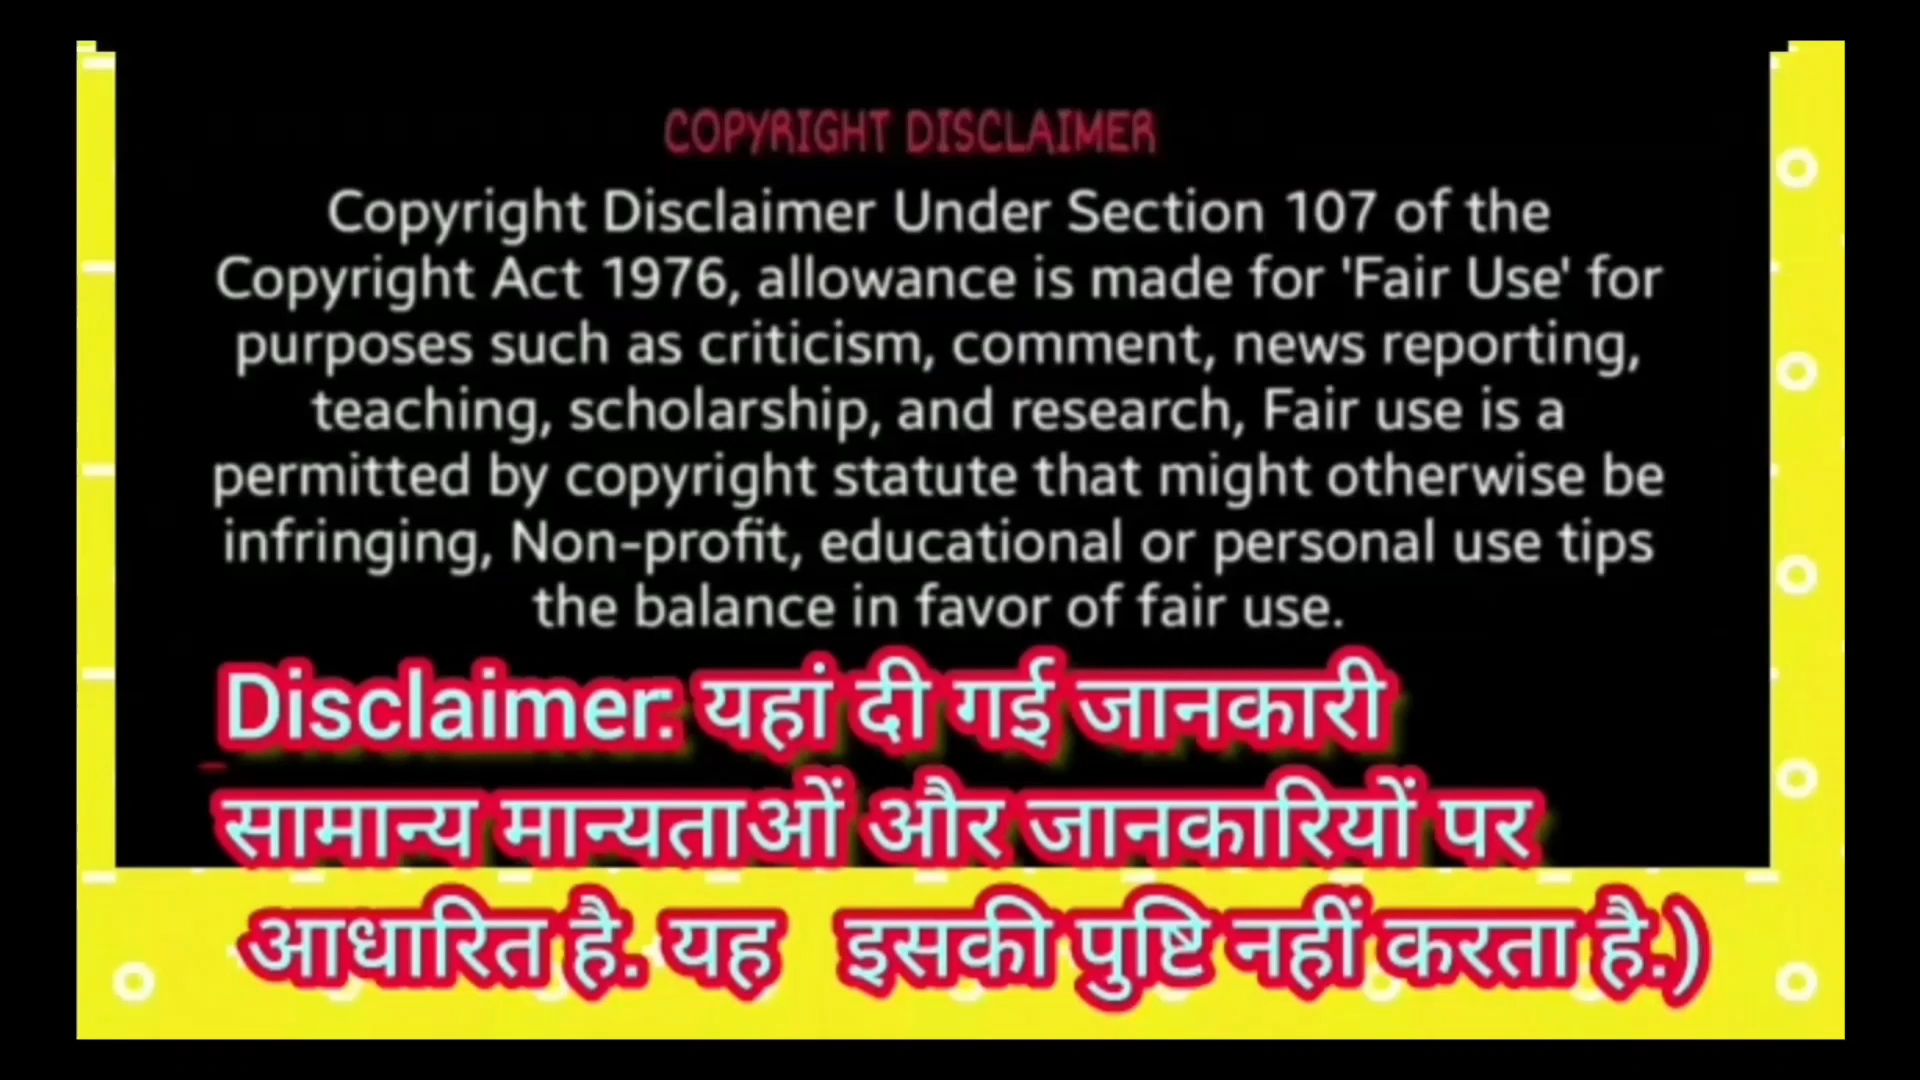 COPYRIGHT DISCLAIMER
Copyright Disclaimer Under Section 107 of the
Copyright Act 1976, allowance is made for 'Fair Use' for
purposes such as criticism, comment, news reporting,
teaching, scholarship, and research, Fair use is a
permitted by copyright statute that might otherwise be
infringing, Non-profit, educational or personal use tips
the balance in favor of fair use.
Disclaimer: यहां दी गई जानकारी
सामान्य मान्यताओं और जानकारियों पर
आधारित है. यह इसकी पुष्टि नहीं करता है.)